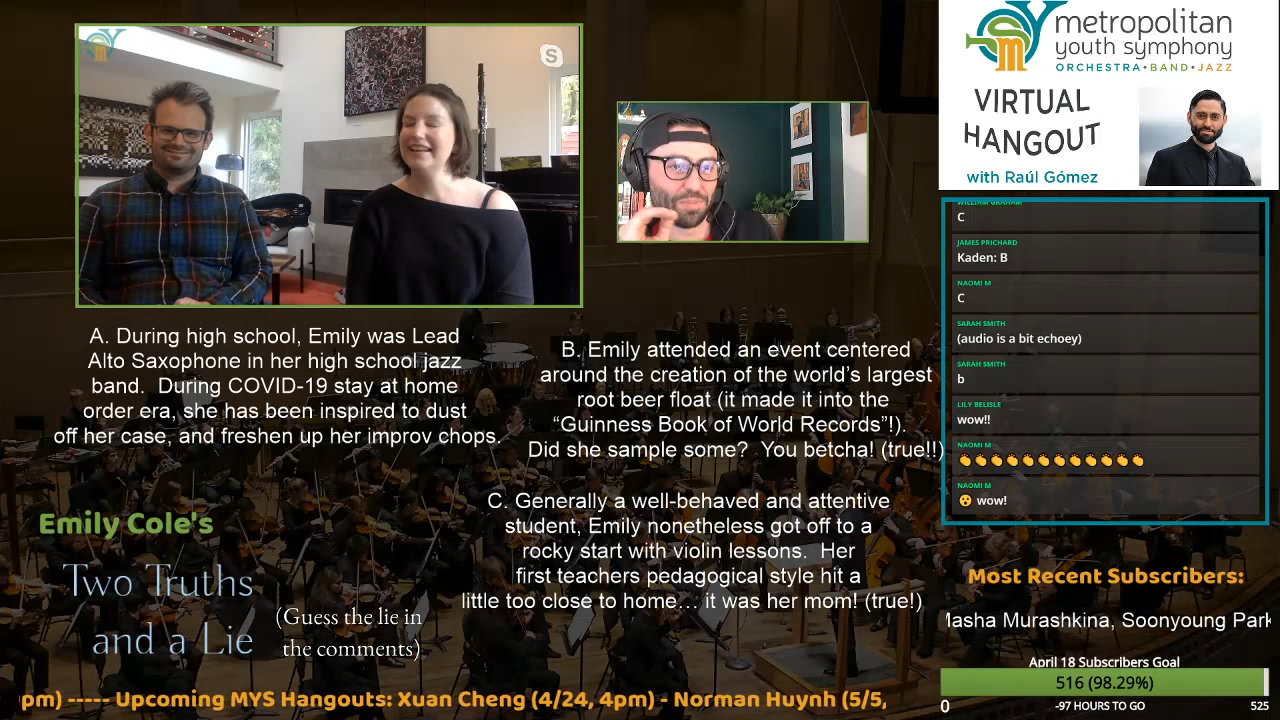 metropolitan
youth symphony
ORCHESTRA•BAND•JAZZ
VIRTUAL
HANGOUT
with Raúl Gómez
WILLIAM GRAHAM
C
JAMES PRICHARD
Kaden: B
NAOMI M
C
SARAH SMITH
(audio is a bit echoey)
SARAH SMITH
b
LILY BELISLE
wow!!
NAOMI M
👏👏👏👏👏👏👏👏👏👏👏👏
NAOMI M
😮 wow!
A. During high school, Emily was Lead
Alto Saxophone in her high school jazz
band. During COVID-19 stay at home
order era, she has been inspired to dust
off her case, and freshen up her improv chops.
B. Emily attended an event centered
around the creation of the world's largest
root beer float (it made it into the
“Guinness Book of World Records”!).
Did she sample some? You betcha! (true!!)
C. Generally a well-behaved and attentive
student, Emily nonetheless got off to a
rocky start with violin lessons. Her
first teachers pedagogical style hit a
little too close to home… it was her mom! (true!)
Emily Cole's
Two Truths
and a Lie
(Guess the lie in
the comments)
Most Recent Subscribers:
Masha Murashkina, Soonyoung Park
April 18 Subscribers Goal
516 (98.29%)
0 -97 HOURS TO GO 525
pm) ----- Upcoming MYS Hangouts: Xuan Cheng (4/24, 4pm) - Norman Huynh (5/5,